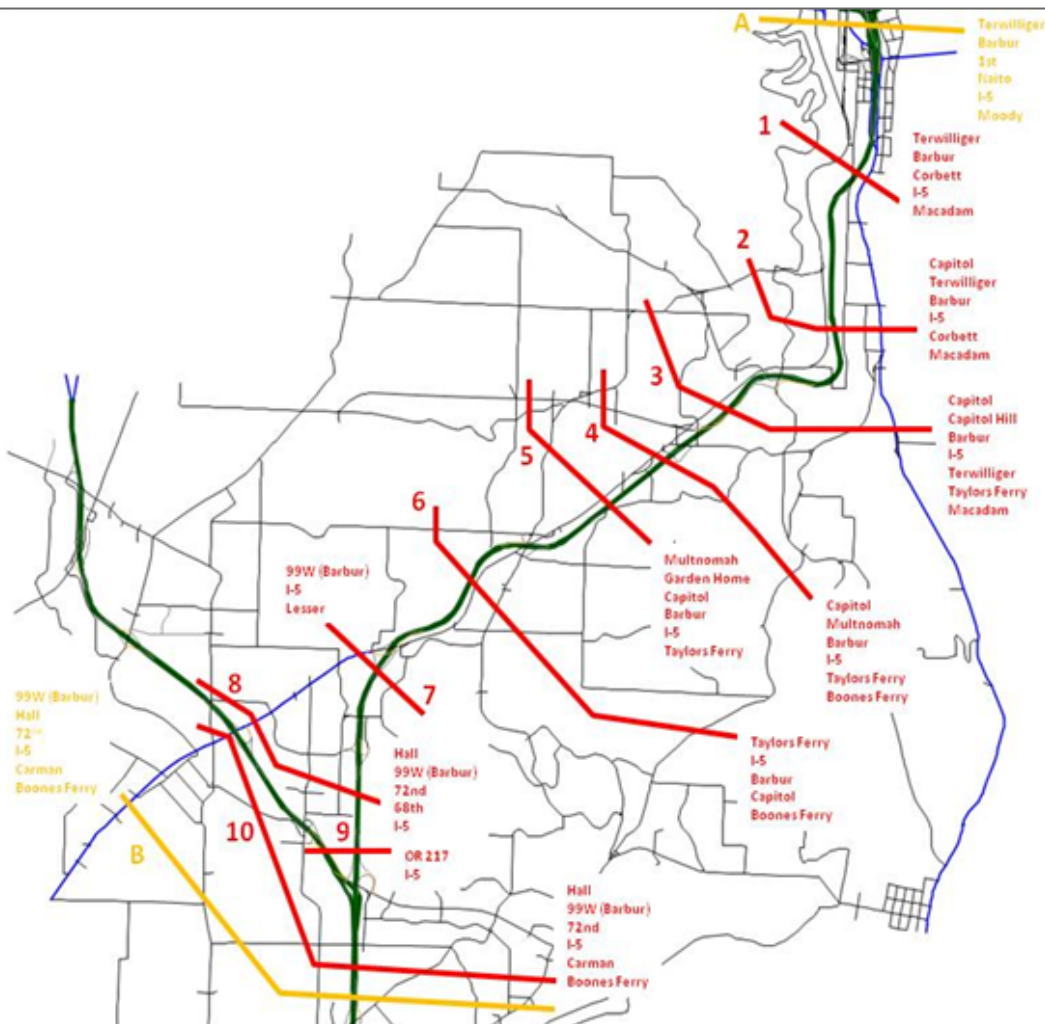 A
Terwilliger
Barbur
1st
Naito
I-5
Moody
1
Terwilliger
Barbur
Corbett
I-5
Macadam
2
Capitol
Terwilliger
Barbur
I-5
Corbett
Macadam
3
Capitol
Capitol Hill
Barbur
I-5
Terwilliger
Taylors Ferry
Macadam
4
Capitol
Multnomah
Barbur
I-5
Taylors Ferry
Boones Ferry
5
Multnomah
Garden Home
Capitol
Barbur
I-5
Taylors Ferry
6
Taylors Ferry
I-5
Barbur
Capitol
Boones Ferry
99W (Barbur)
I-5
Lesser
7
8
Hall
99W (Barbur)
72nd
68th
I-5
9
OR 217
I-5
10
Hall
99W (Barbur)
72nd
I-5
Carman
Boones Ferry
99W (Barbur)
Hall
72nd
I-5
Carman
Boones Ferry
B